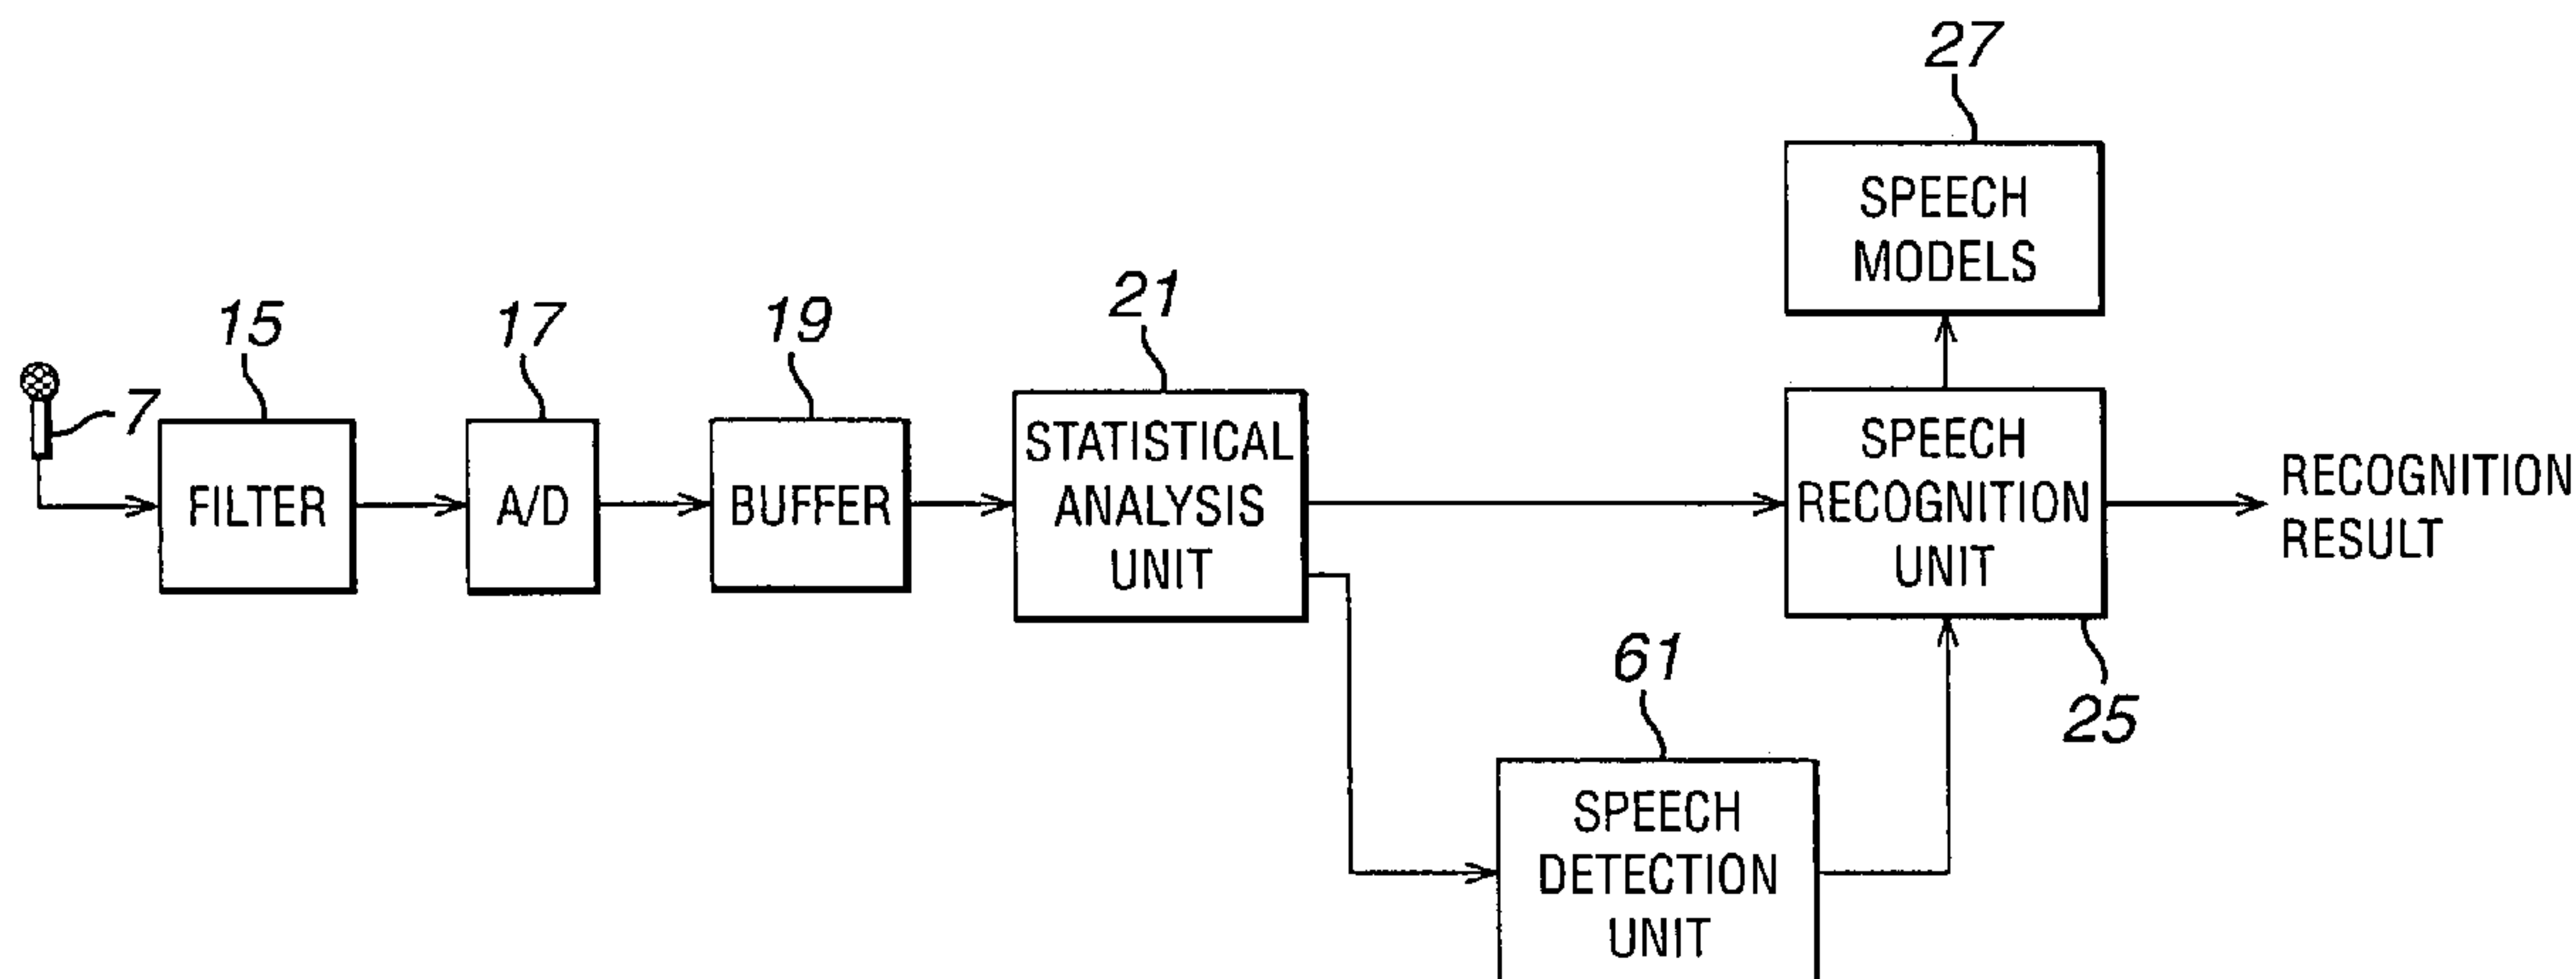 27
SPEECH
MODELS
21
15
17
19
7
FILTER
A/D
BUFFER
STATISTICAL
ANALYSIS
UNIT
SPEECH
RECOGNITION
UNIT
RECOGNITION
RESULT
25
61
SPEECH
DETECTION
UNIT